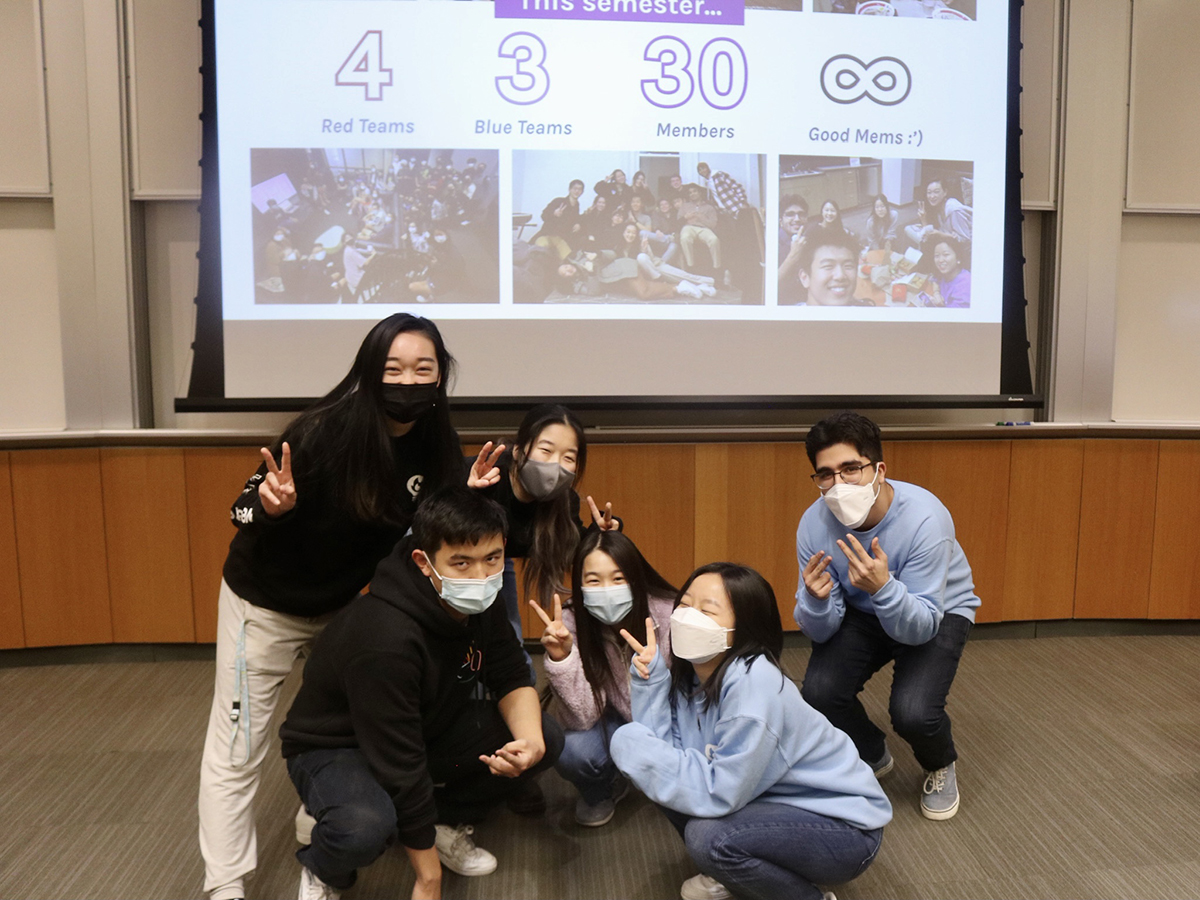 This semester...
4
3
30
∞
Red Teams
Blue Teams
Members
Good Mems :')